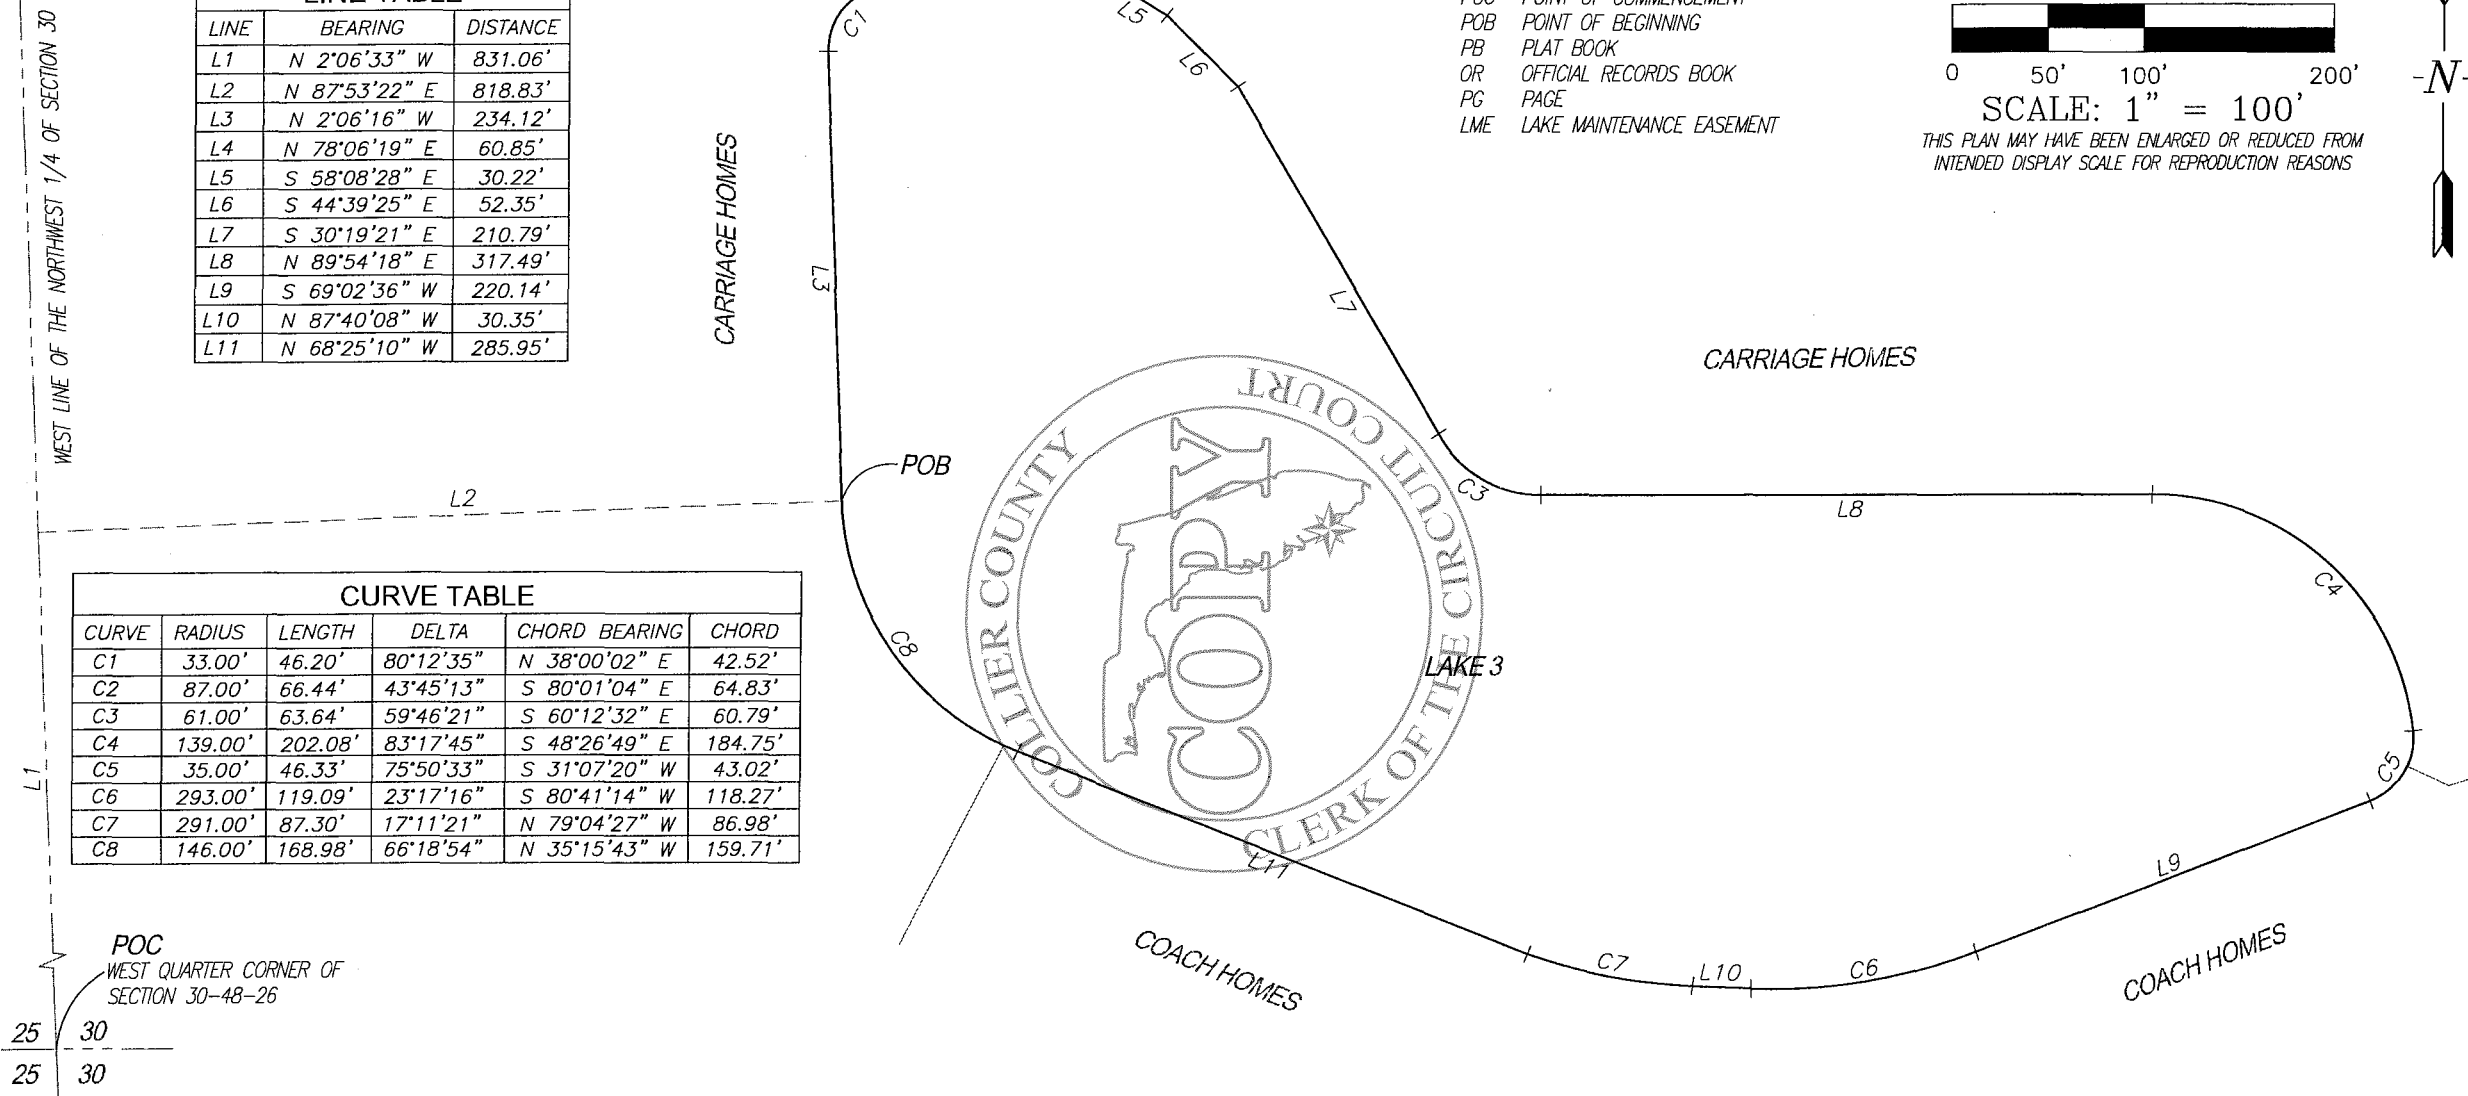 LINE TABLE
LINE BEARING DISTANCE
L1 N 2°06'33" W 831.06'
L2 N 87°53'22" E 818.83'
L3 N 2°06'16" W 234.12'
L4 N 78°06'19" E 60.85'
L5 S 58°08'28" E 30.22'
L6 S 44°39'25" E 52.35'
L7 S 30°19'21" E 210.79'
L8 N 89°54'18" E 317.49'
L9 S 69°02'36" W 220.14'
L10 N 87°40'08" W 30.35'
L11 N 68°25'10" W 285.95'
WEST LINE OF THE NORTHWEST 1/4 OF SECTION 30
POC POINT OF COMMENCEMENT
POB POINT OF BEGINNING
PB PLAT BOOK
OR OFFICIAL RECORDS BOOK
PG PAGE
LME LAKE MAINTENANCE EASEMENT
0 50' 100' 200'
SCALE: 1" = 100'
THIS PLAN MAY HAVE BEEN ENLARGED OR REDUCED FROM
INTENDED DISPLAY SCALE FOR REPRODUCTION REASONS
-N-
C1
L5
L6
CARRIAGE HOMES
L3
L7
CARRIAGE HOMES
POB
L2
C3
L8
C4
C8
LAKE 3
C5
L9
L11
C7
L10
C6
COACH HOMES
COACH HOMES
COLLIER COUNTY
CLERK OF THE CIRCUIT COURT
COPY
CURVE TABLE
CURVE RADIUS LENGTH DELTA CHORD BEARING CHORD
C1 33.00' 46.20' 80°12'35" N 38°00'02" E 42.52'
C2 87.00' 66.44' 43°45'13" S 80°01'04" E 64.83'
C3 61.00' 63.64' 59°46'21" S 60°12'32" E 60.79'
C4 139.00' 202.08' 83°17'45" S 48°26'49" E 184.75'
C5 35.00' 46.33' 75°50'33" S 31°07'20" W 43.02'
C6 293.00' 119.09' 23°17'16" S 80°41'14" W 118.27'
C7 291.00' 87.30' 17°11'21" N 79°04'27" W 86.98'
C8 146.00' 168.98' 66°18'54" N 35°15'43" W 159.71'
L1
POC
WEST QUARTER CORNER OF
SECTION 30-48-26
25 30
25 30